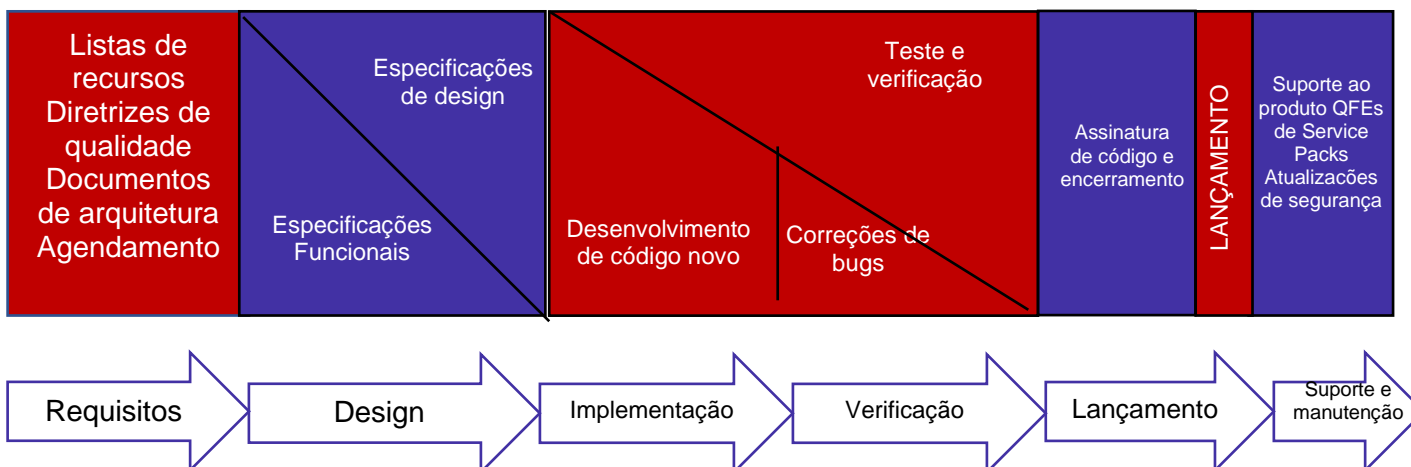 Listas de
recursos
Diretrizes de
qualidade
Documentos
de arquitetura
Agendamento
Especificações
de design
Especificações
Funcionais
Teste e
verificação
Desenvolvimento
de código novo
Correções de
bugs
Assinatura
de código e
encerramento
LANÇAMENTO
Suporte ao
produto QFEs
de Service
Packs
Atualizacões
de segurança
Requisitos
Design
Implementação
Verificação
Lançamento
Suporte e
manutenção